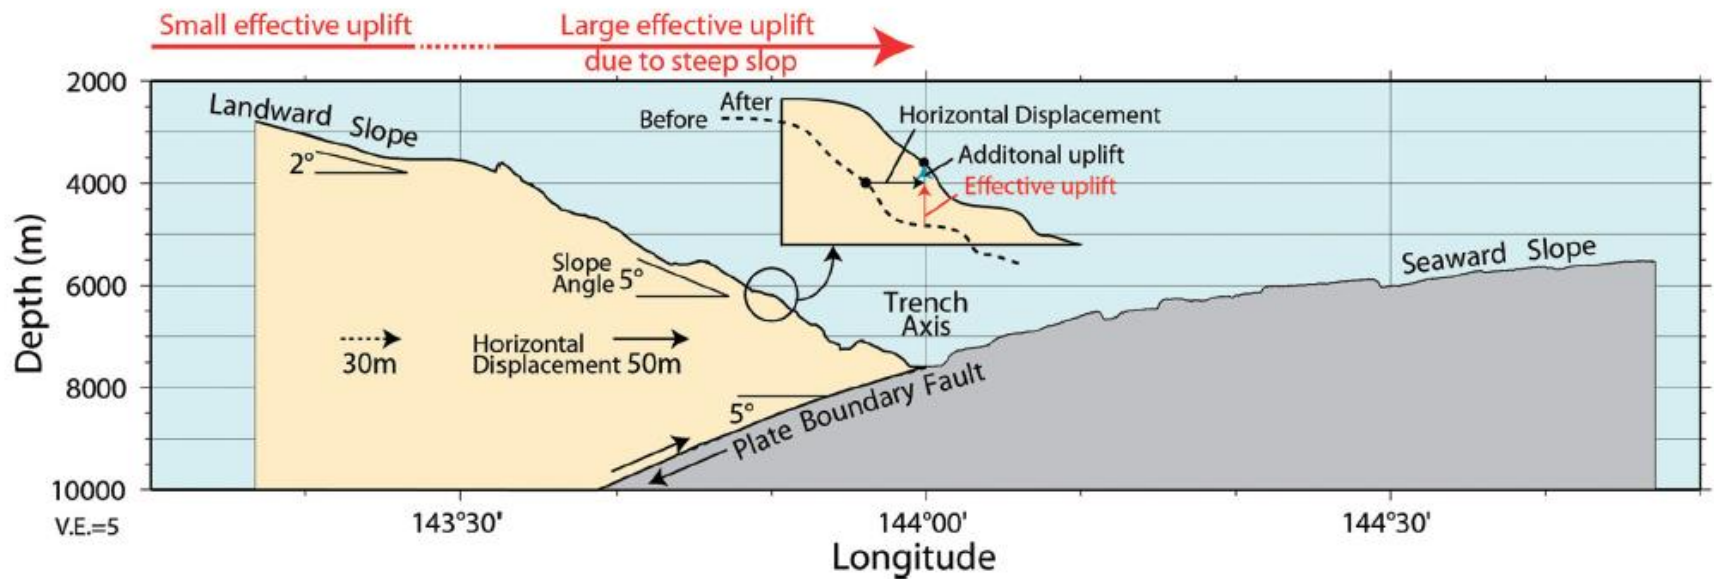 Small effective uplift
Large effective uplift
due to steep slop
2000
4000
6000
8000
10000
Depth (m)
Landward Slope
2°
After
Before
Horizontal Displacement
Additonal uplift
Effective uplift
Slope
Angle 5°
Trench
Axis
Seaward Slope
30m
Horizontal
Displacement 50m
5°
Plate Boundary Fault
V.E.=5
143°30'
144°00'
144°30'
Longitude